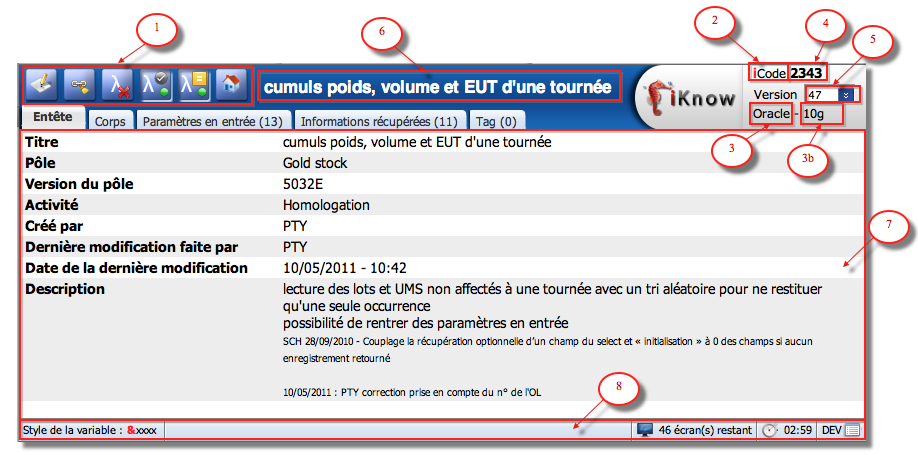 1
6
2
4
5
cumuls poids, volume et EUT d'une tournée
iKnow
iCode 2343
Version 47
Oracle - 10g
3
3b
Entête Corps Paramètres en entrée (13) Informations récupérées (11) Tag (0)
Titre cumuls poids, volume et EUT d'une tournée
Pôle Gold stock
Version du pôle 5032E
Activité Homologation
Créé par PTY
Dernière modification faite par PTY
7
Date de la dernière modification 10/05/2011 - 10:42
Description lecture des lots et UMS non affectés à une tournée avec un tri aléatoire pour ne restituer
qu'une seule occurrence
possibilité de rentrer des paramètres en entrée
SCH 28/09/2010 - Couplage la récupération optionnelle d'un champ du select et « initialisation » à 0 des champs si aucun
enregistrement retourné
10/05/2011 : PTY correction prise en compte du n° de l'OL
8
Style de la variable : &xxxx 46 écran(s) restant 02:59 DEV